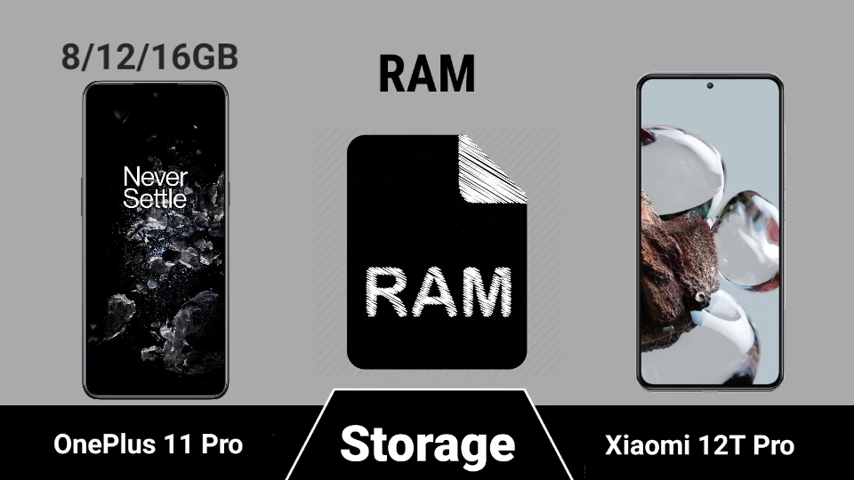 8/12/16GB
RAM
Never
Settle
RAM
OnePlus 11 Pro
Storage
Xiaomi 12T Pro